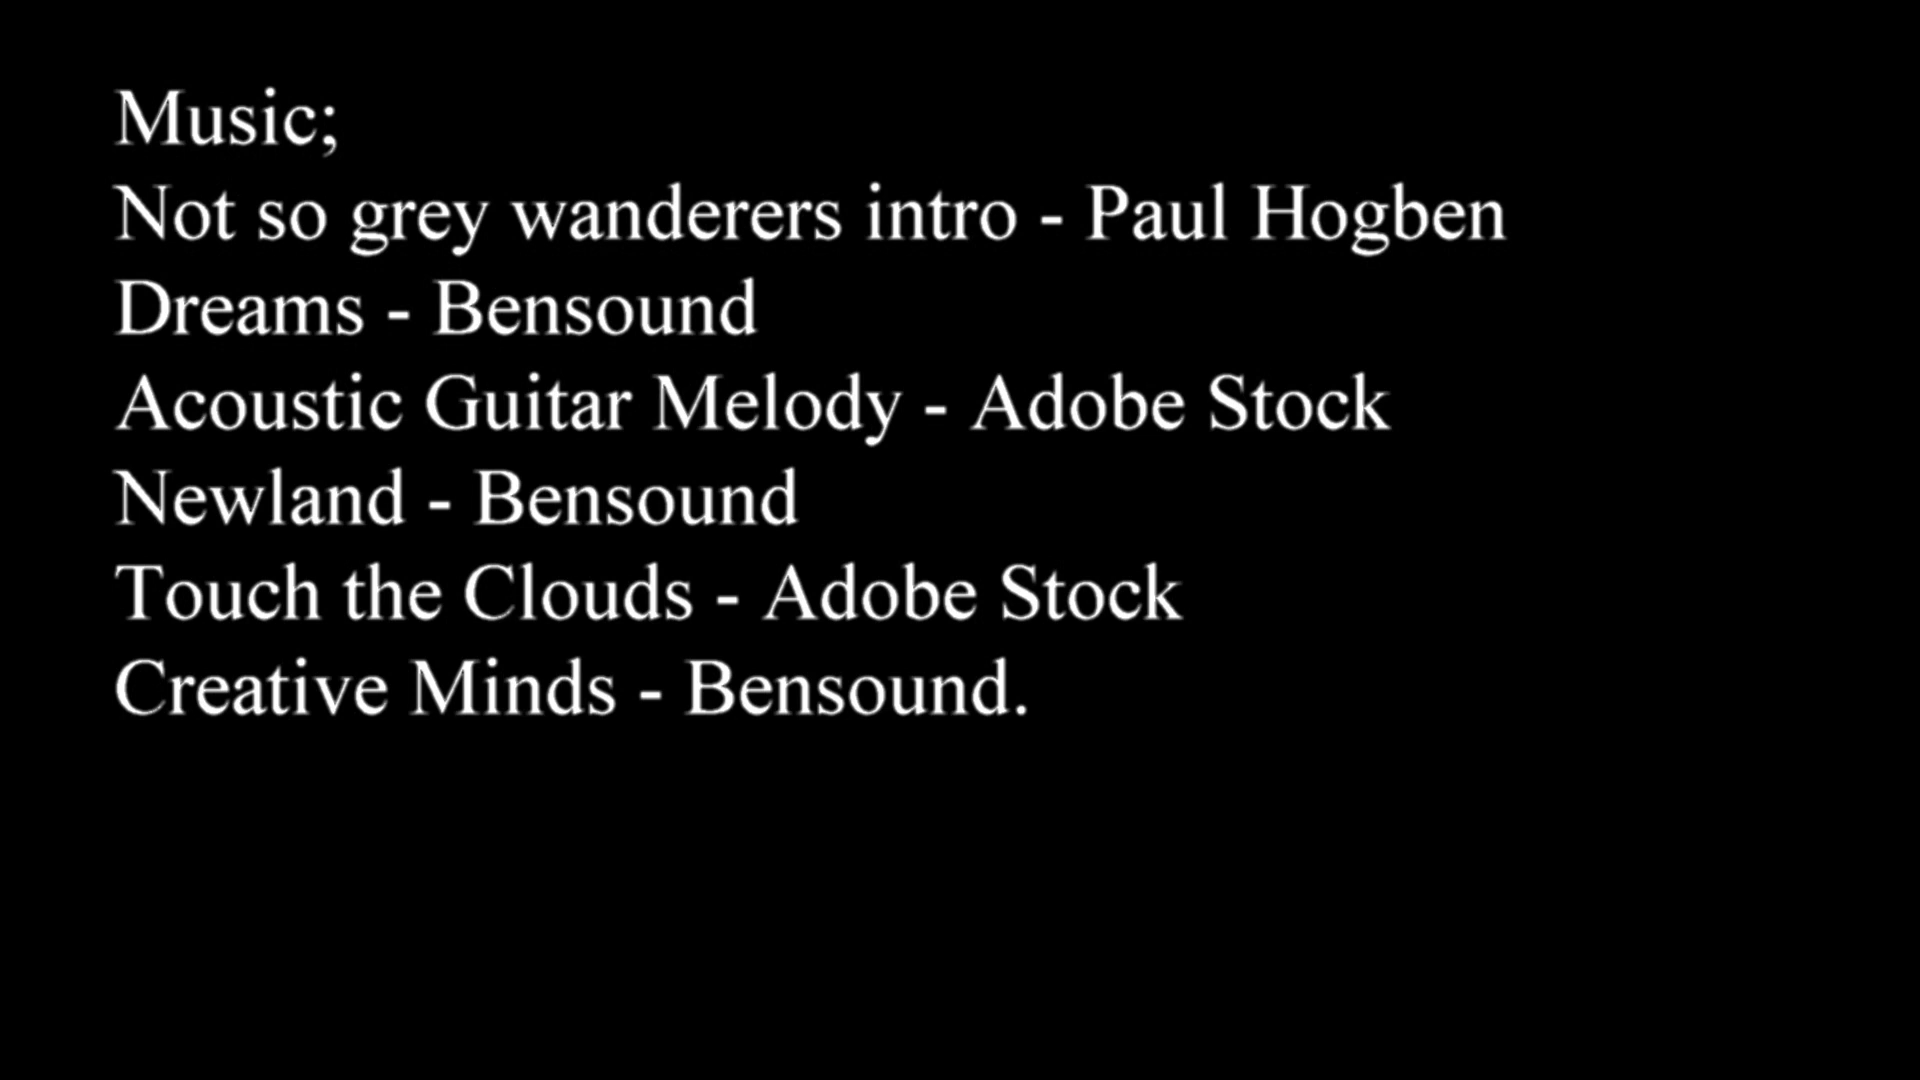 Music;
Not so grey wanderers intro - Paul Hogben
Dreams - Bensound
Acoustic Guitar Melody - Adobe Stock
Newland - Bensound
Touch the Clouds - Adobe Stock
Creative Minds - Bensound.